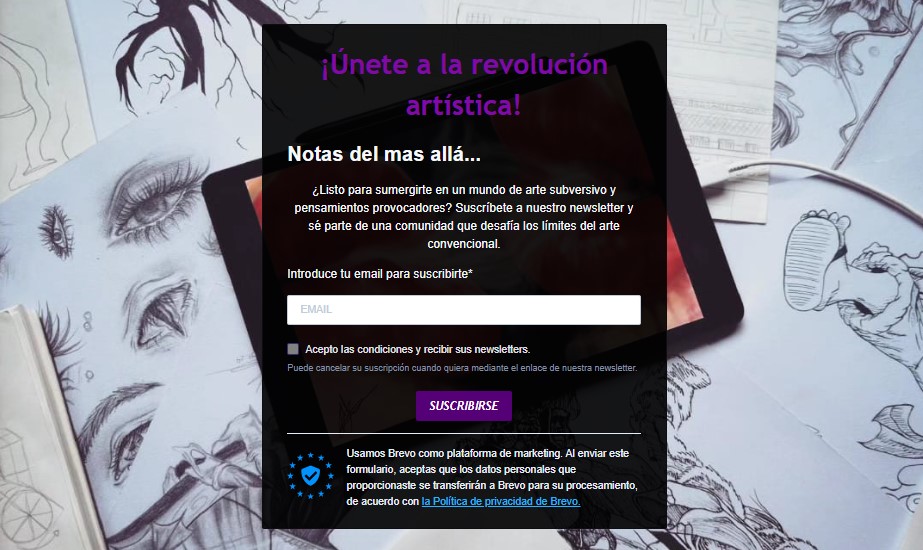 ¡Únete a la revolución
artística!
Notas del mas allá...
¿Listo para sumergirte en un mundo de arte subversivo y
pensamientos provocadores? Suscríbete a nuestro newsletter y
sé parte de una comunidad que desafía los límites del arte
convencional.
Introduce tu email para suscribirte*
EMAIL
Acepto las condiciones y recibir sus newsletters.
Puede cancelar su suscripción cuando quiera mediante el enlace de nuestra newsletter.
SUSCRIBIRSE
Usamos Brevo como plataforma de marketing. Al enviar este
formulario, aceptas que los datos personales que
proporcionaste se transferirán a Brevo para su procesamiento,
de acuerdo con la Política de privacidad de Brevo.